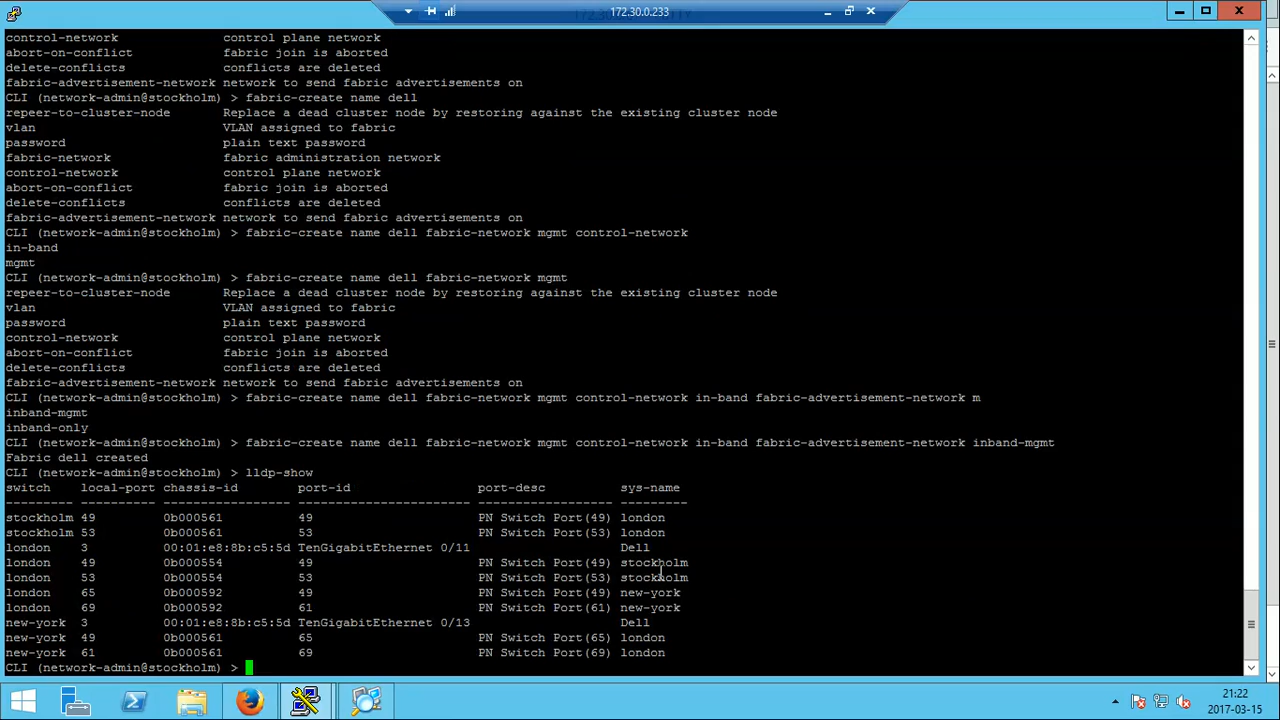 172.30.0.233
control-network control plane network
abort-on-conflict fabric join is aborted
delete-conflicts conflicts are deleted
fabric-advertisement-network network to send fabric advertisements on
CLI (network-admin@stockholm) > fabric-create name dell
repeer-to-cluster-node Replace a dead cluster node by restoring against the existing cluster node
vlan VLAN assigned to fabric
password plain text password
fabric-network fabric administration network
control-network control plane network
abort-on-conflict fabric join is aborted
delete-conflicts conflicts are deleted
fabric-advertisement-network network to send fabric advertisements on
CLI (network-admin@stockholm) > fabric-create name dell fabric-network mgmt control-network
in-band
mgmt
CLI (network-admin@stockholm) > fabric-create name dell fabric-network mgmt
repeer-to-cluster-node Replace a dead cluster node by restoring against the existing cluster node
vlan VLAN assigned to fabric
password plain text password
control-network control plane network
abort-on-conflict fabric join is aborted
delete-conflicts conflicts are deleted
fabric-advertisement-network network to send fabric advertisements on
CLI (network-admin@stockholm) > fabric-create name dell fabric-network mgmt control-network in-band fabric-advertisement-network m
inband-mgmt
inband-only
CLI (network-admin@stockholm) > fabric-create name dell fabric-network mgmt control-network in-band fabric-advertisement-network inband-mgmt
Fabric dell created
CLI (network-admin@stockholm) > lldp-show
switch local-port chassis-id port-id port-desc sys-name
--------- ---------- ----------------- ----------------------- ------------------ ---------
stockholm 49 0b000561 49 PN Switch Port(49) london
stockholm 53 0b000561 53 PN Switch Port(53) london
london 3 00:01:e8:8b:c5:5d TenGigabitEthernet 0/11 Dell
london 49 0b000554 49 PN Switch Port(49) stockholm
london 53 0b000554 53 PN Switch Port(53) stockholm
london 65 0b000592 49 PN Switch Port(49) new-york
london 69 0b000592 61 PN Switch Port(61) new-york
new-york 3 00:01:e8:8b:c5:5d TenGigabitEthernet 0/13 Dell
new-york 49 0b000561 65 PN Switch Port(65) london
new-york 61 0b000561 69 PN Switch Port(69) london
CLI (network-admin@stockholm) >
21:22
2017-03-15